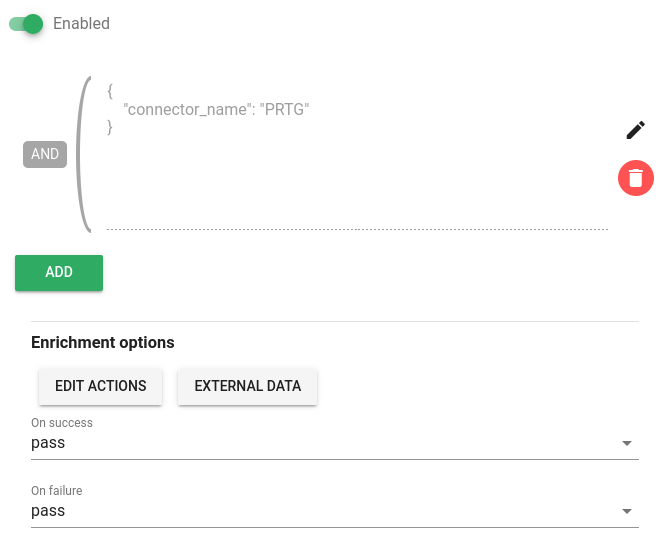 Enabled
{
"connector_name": "PRTG"
}
AND
ADD
Enrichment options
EDIT ACTIONS EXTERNAL DATA
On success
pass
On failure
pass